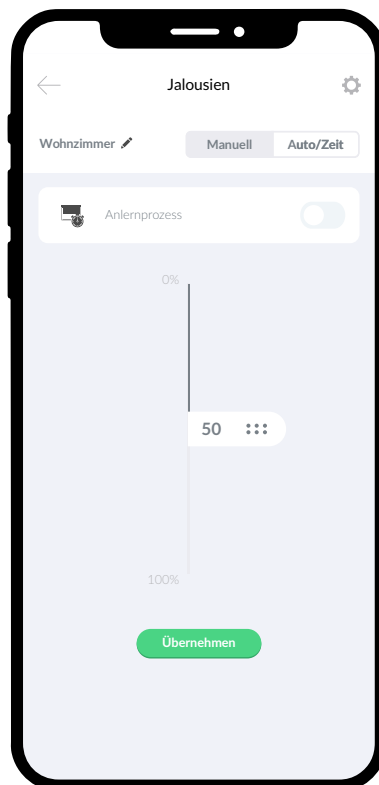 Jalousien
Wohnzimmer
Manuell
Auto/Zeit
Anlernprozess
0%
50
100%
Übernehmen